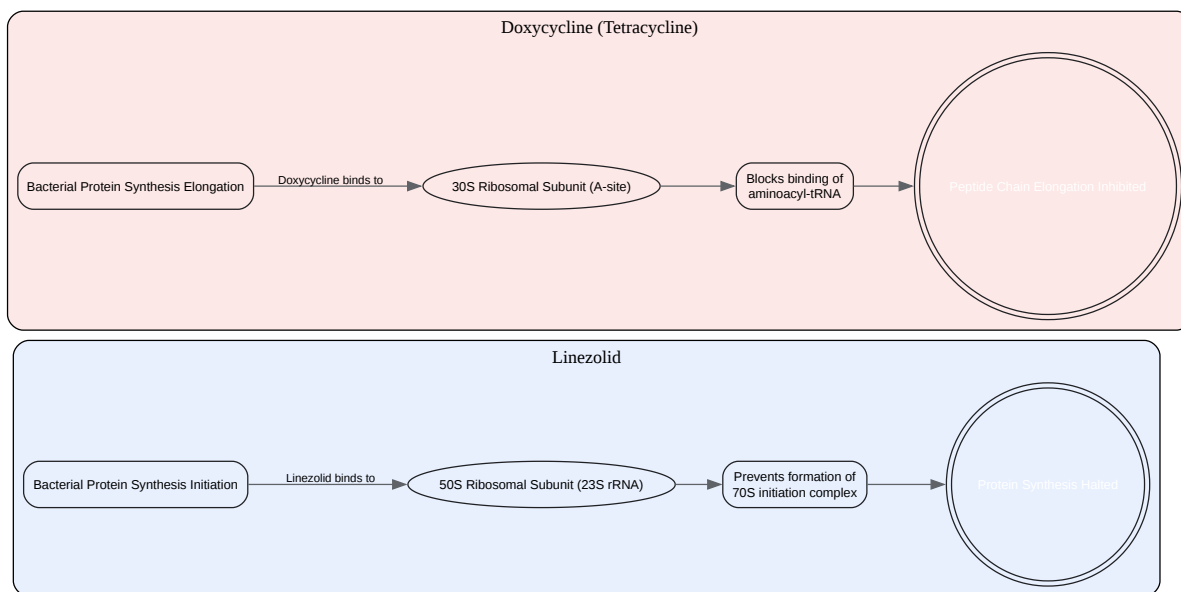 Doxycycline (Tetracycline)
Bacterial Protein Synthesis Elongation
Doxycycline binds to
30S Ribosomal Subunit (A-site)
Blocks binding of
aminoacyl-tRNA
Peptide Chain Elongation Inhibited
Linezolid
Bacterial Protein Synthesis Initiation
Linezolid binds to
50S Ribosomal Subunit (23S rRNA)
Prevents formation of
70S initiation complex
Protein Synthesis Halted